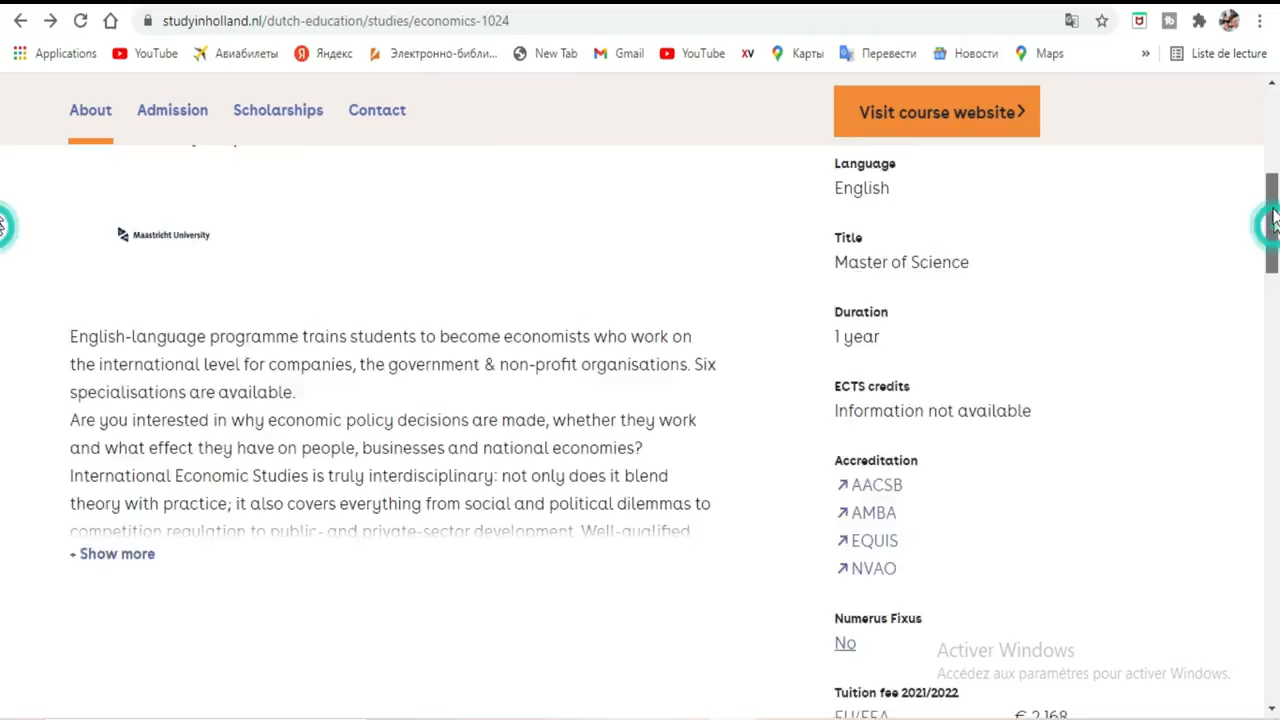 studyinholland.nl/dutch-education/studies/economics-1024
Applications YouTube Авиабилеты Яндекс Электронно-библи... New Tab Gmail YouTube XV Карты Перевести Новости Maps » Liste de lecture
About Admission Scholarships Contact
Visit course website
Language
English
Maastricht University
Title
Master of Science
Duration
1 year
English-language programme trains students to become economists who work on
the international level for companies, the government & non-profit organisations. Six
specialisations are available.
Are you interested in why economic policy decisions are made, whether they work
and what effect they have on people, businesses and national economies?
International Economic Studies is truly interdisciplinary: not only does it blend
theory with practice; it also covers everything from social and political dilemmas to
competition regulation to public- and private-sector development. Well-qualified
+ Show more
ECTS credits
Information not available
Accreditation
AACSB
AMBA
EQUIS
NVAO
Numerus Fixus
No
Activer Windows
Accédez aux paramètres pour activer Windows.
Tuition fee 2021/2022
EU/EEA € 2,168